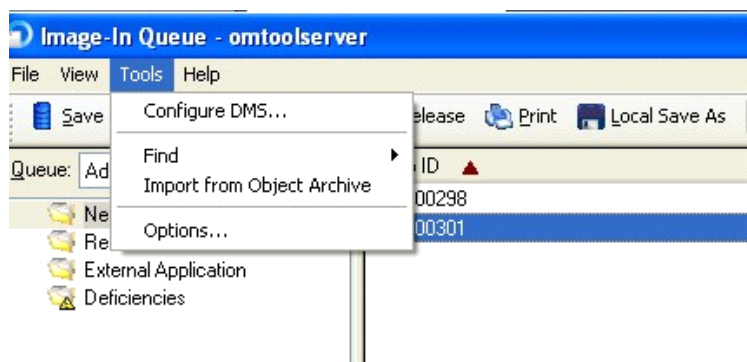 Image-In Queue - omtoolserver
File View Tools Help
Save elease Print Local Save As
Configure DMS...
Find
Import from Object Archive
Options...
Queue: Ad ID
Ne 00298
Re 00301
External Application
Deficiencies